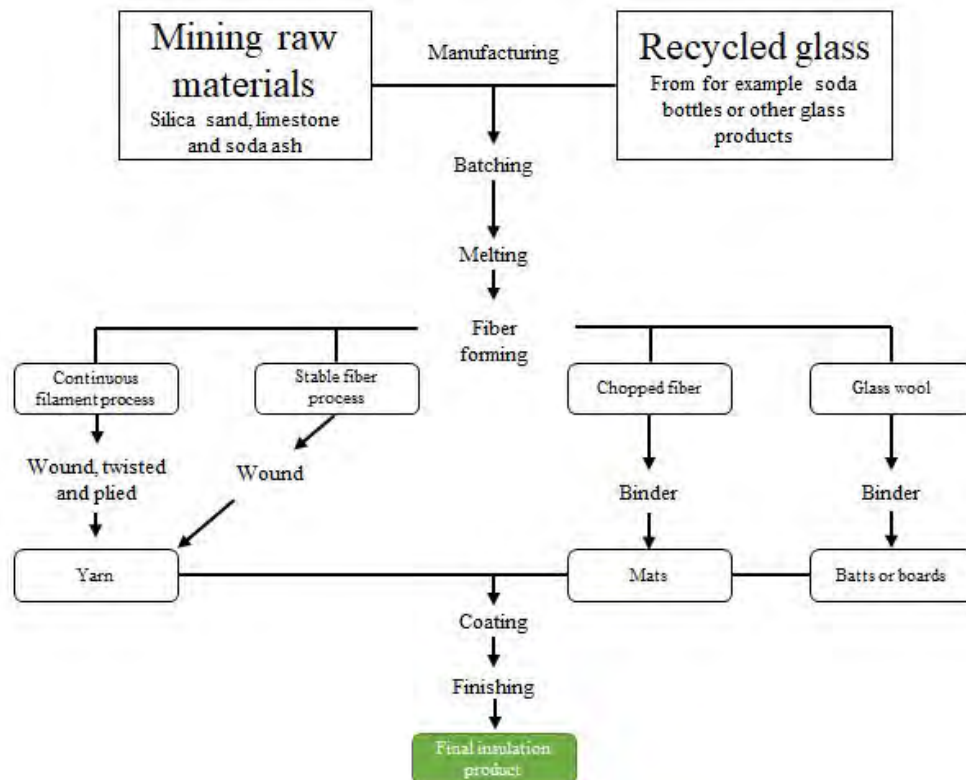 Mining raw
materials
Silica sand, limestone
and soda ash
Manufacturing
Recycled glass
From for example soda
bottles or other glass
products
Batching
Melting
Fiber
forming
Continuous
filament process
Stable fiber
process
Chopped fiber
Glass wool
Wound, twisted
and plied
Wound
Binder
Binder
Yarn
Mats
Batts or boards
Coating
Finishing
Final insulation
product